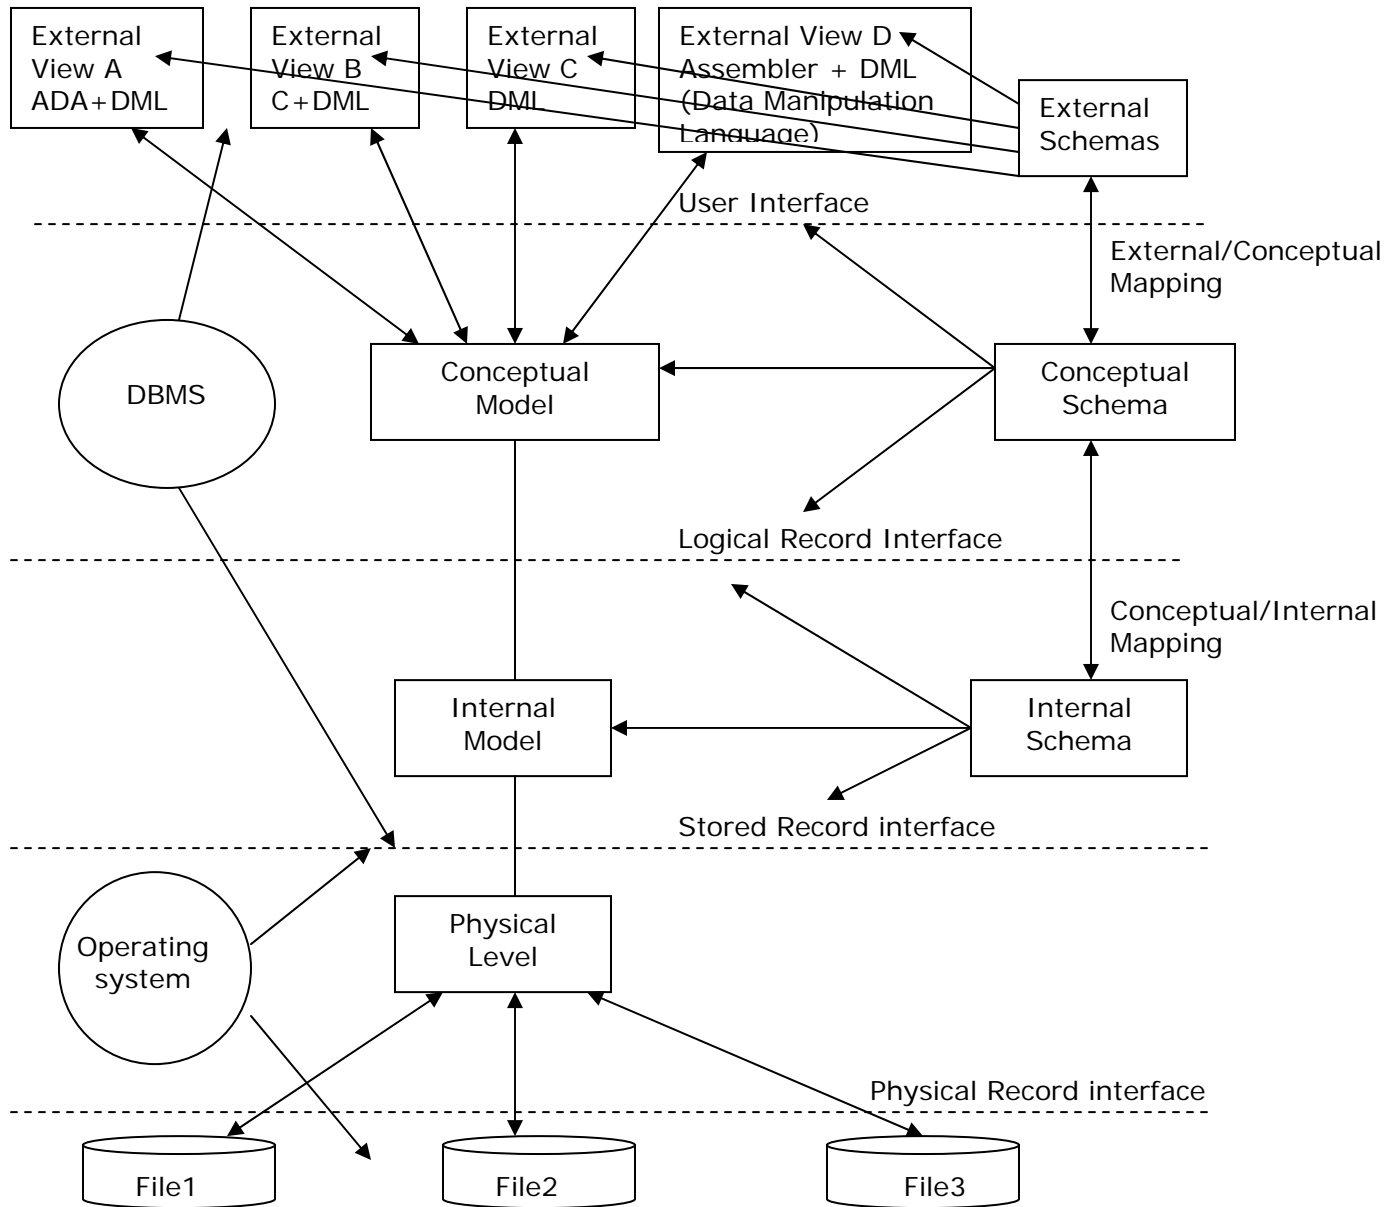 External
View A
ADA+DML
External
View B
C+DML
External
View C
DML
External View D
Assembler + DML
(Data Manipulation
Language)
External
Schemas
User Interface
External/Conceptual
Mapping
DBMS
Conceptual
Model
Conceptual
Schema
Logical Record Interface
Conceptual/Internal
Mapping
Internal
Model
Internal
Schema
Stored Record interface
Operating
system
Physical
Level
Physical Record interface
File1
File2
File3